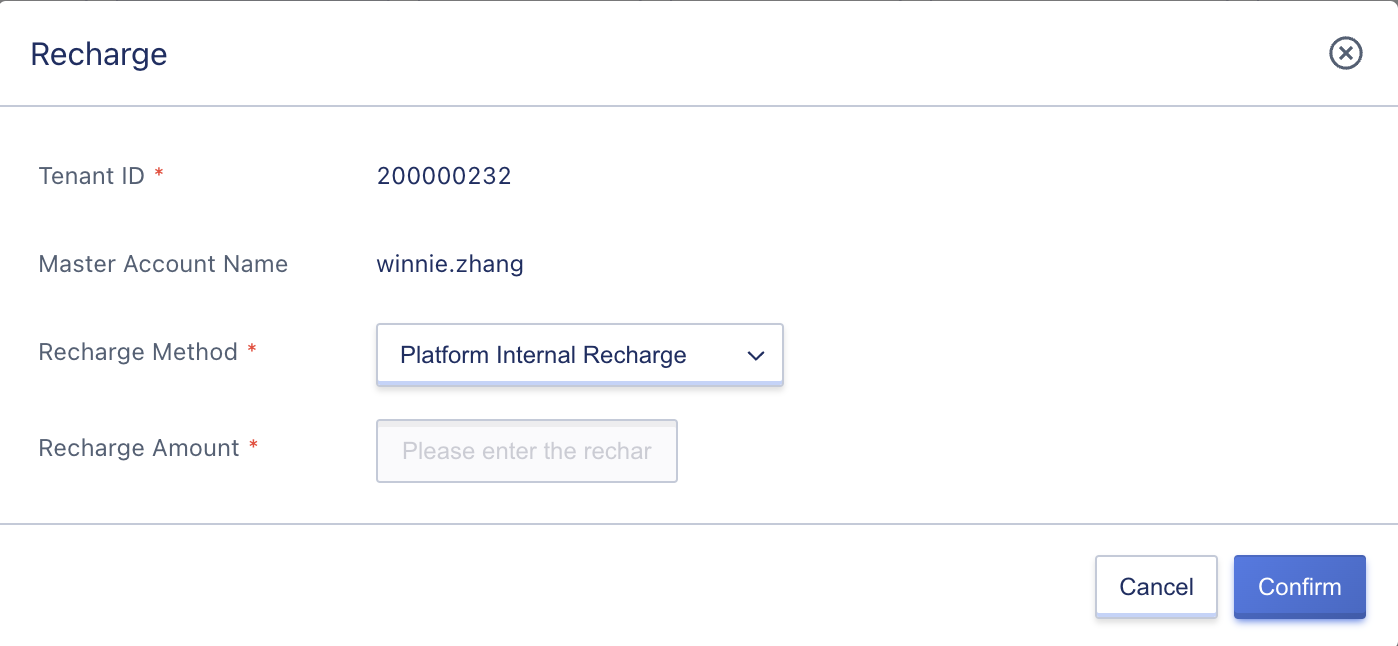 Recharge
Tenant ID * 200000232
Master Account Name winnie.zhang
Recharge Method * Platform Internal Recharge
Recharge Amount * Please enter the rechar
Cancel Confirm